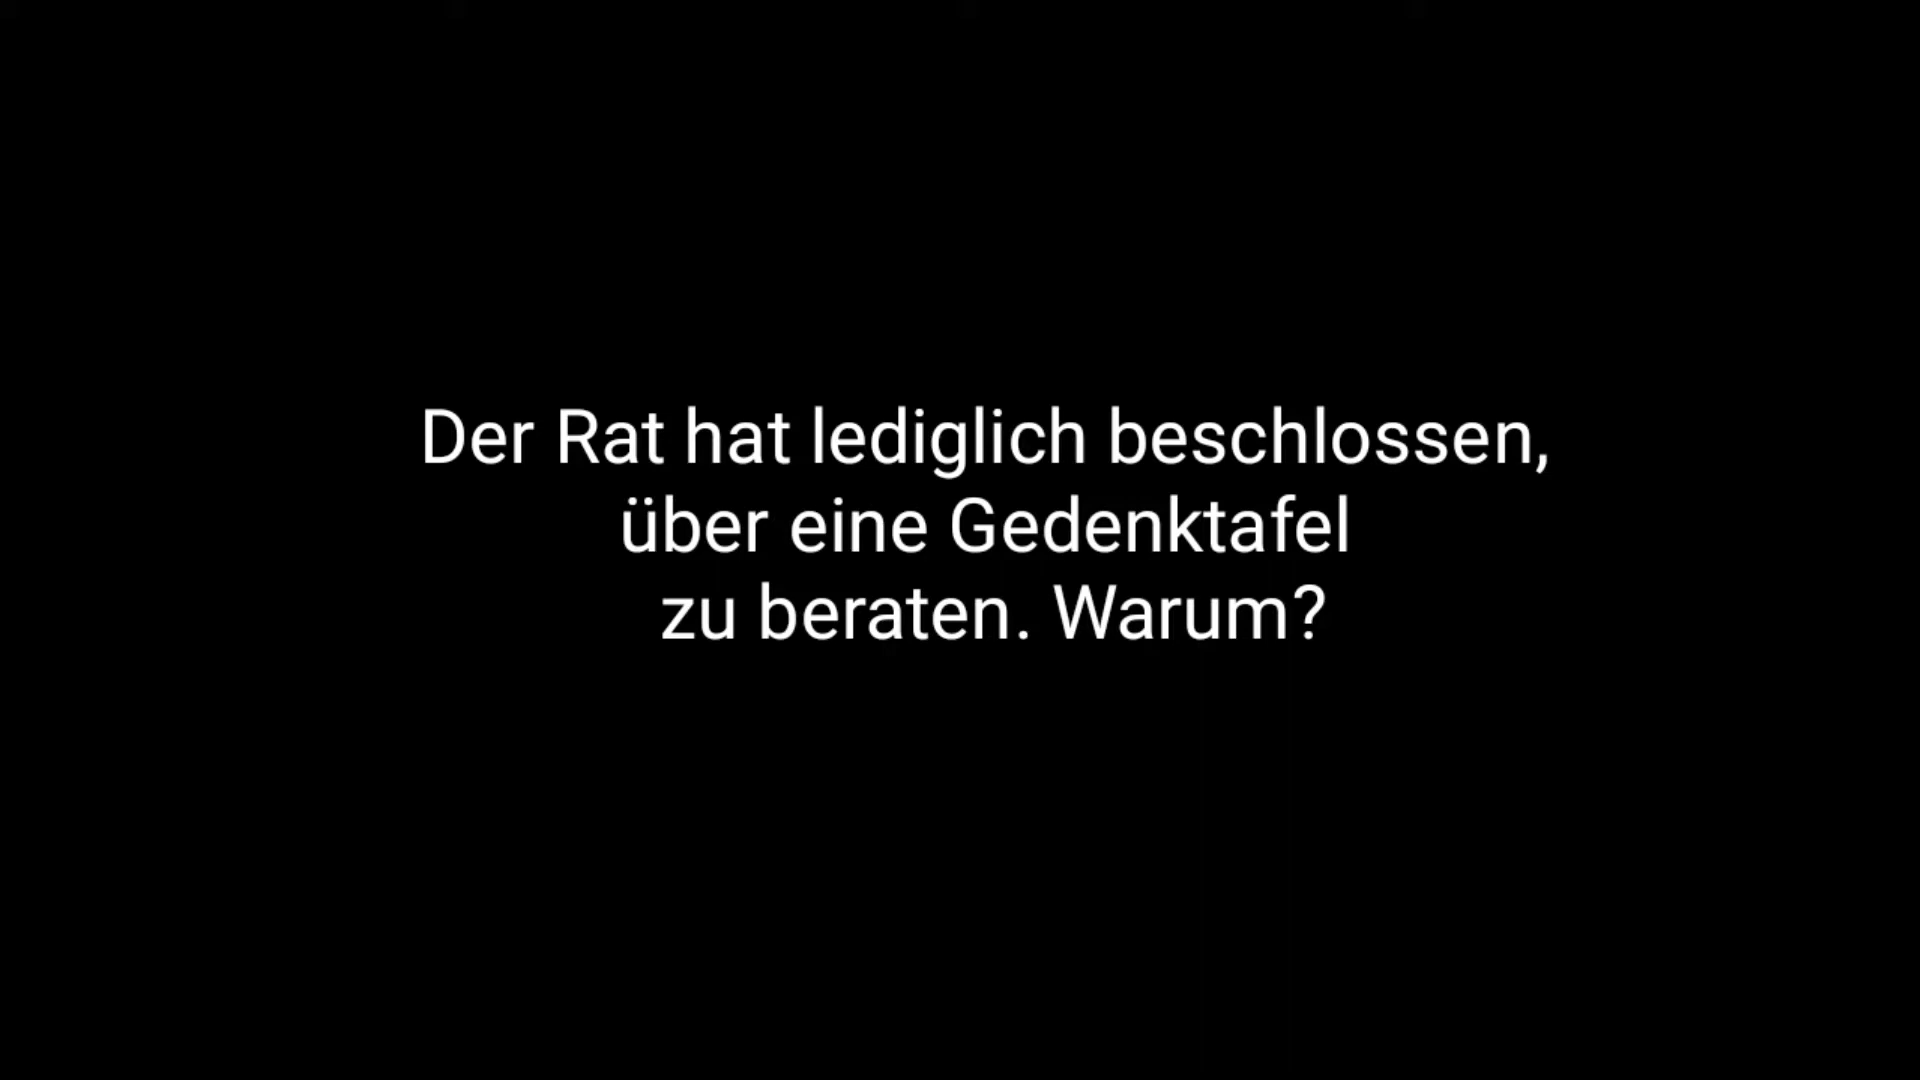 Der Rat hat lediglich beschlossen,
über eine Gedenktafel
zu beraten. Warum?